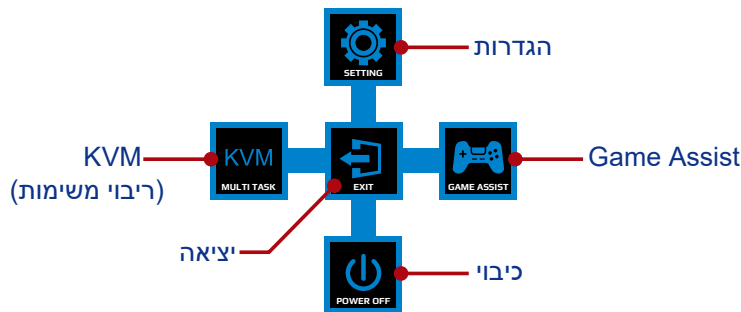 הגדרות
SETTING
KVM
(ריבוי משימות)
KVM
MULTI TASK
EXIT
GAME ASSIST
Game Assist
יציאה
POWER OFF
כיבוי